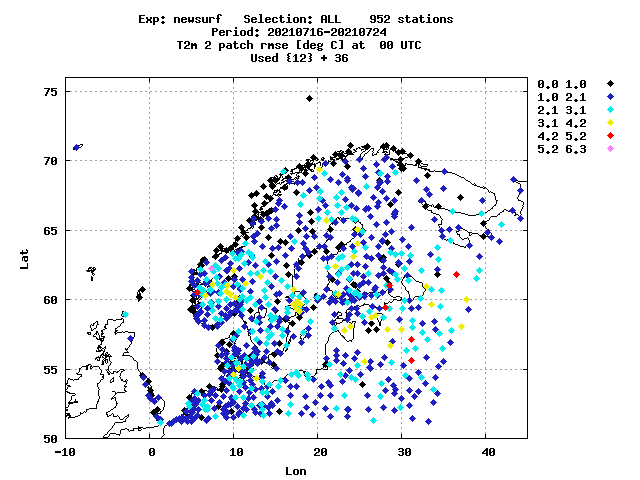 Exp: newsurf   Selection: ALL    952 stations
Period: 20210716-20210724
T2m 2 patch rmse [deg C] at  00 UTC
Used {12} + 36
0.0 1.0
1.0 2.1
2.1 3.1
3.1 4.2
4.2 5.2
5.2 6.3
75
70
65
60
55
50
Lat
-10 0 10 20 30 40
Lon